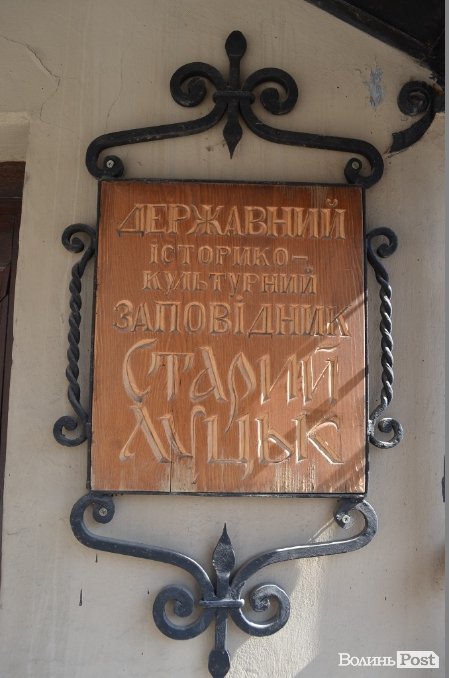 ДЕРЖАВНИЙ
ІСТОРИКО-
КУЛЬТУРНИЙ
ЗАПОВІДНИК
Старий
Луцьк
Волинь Post